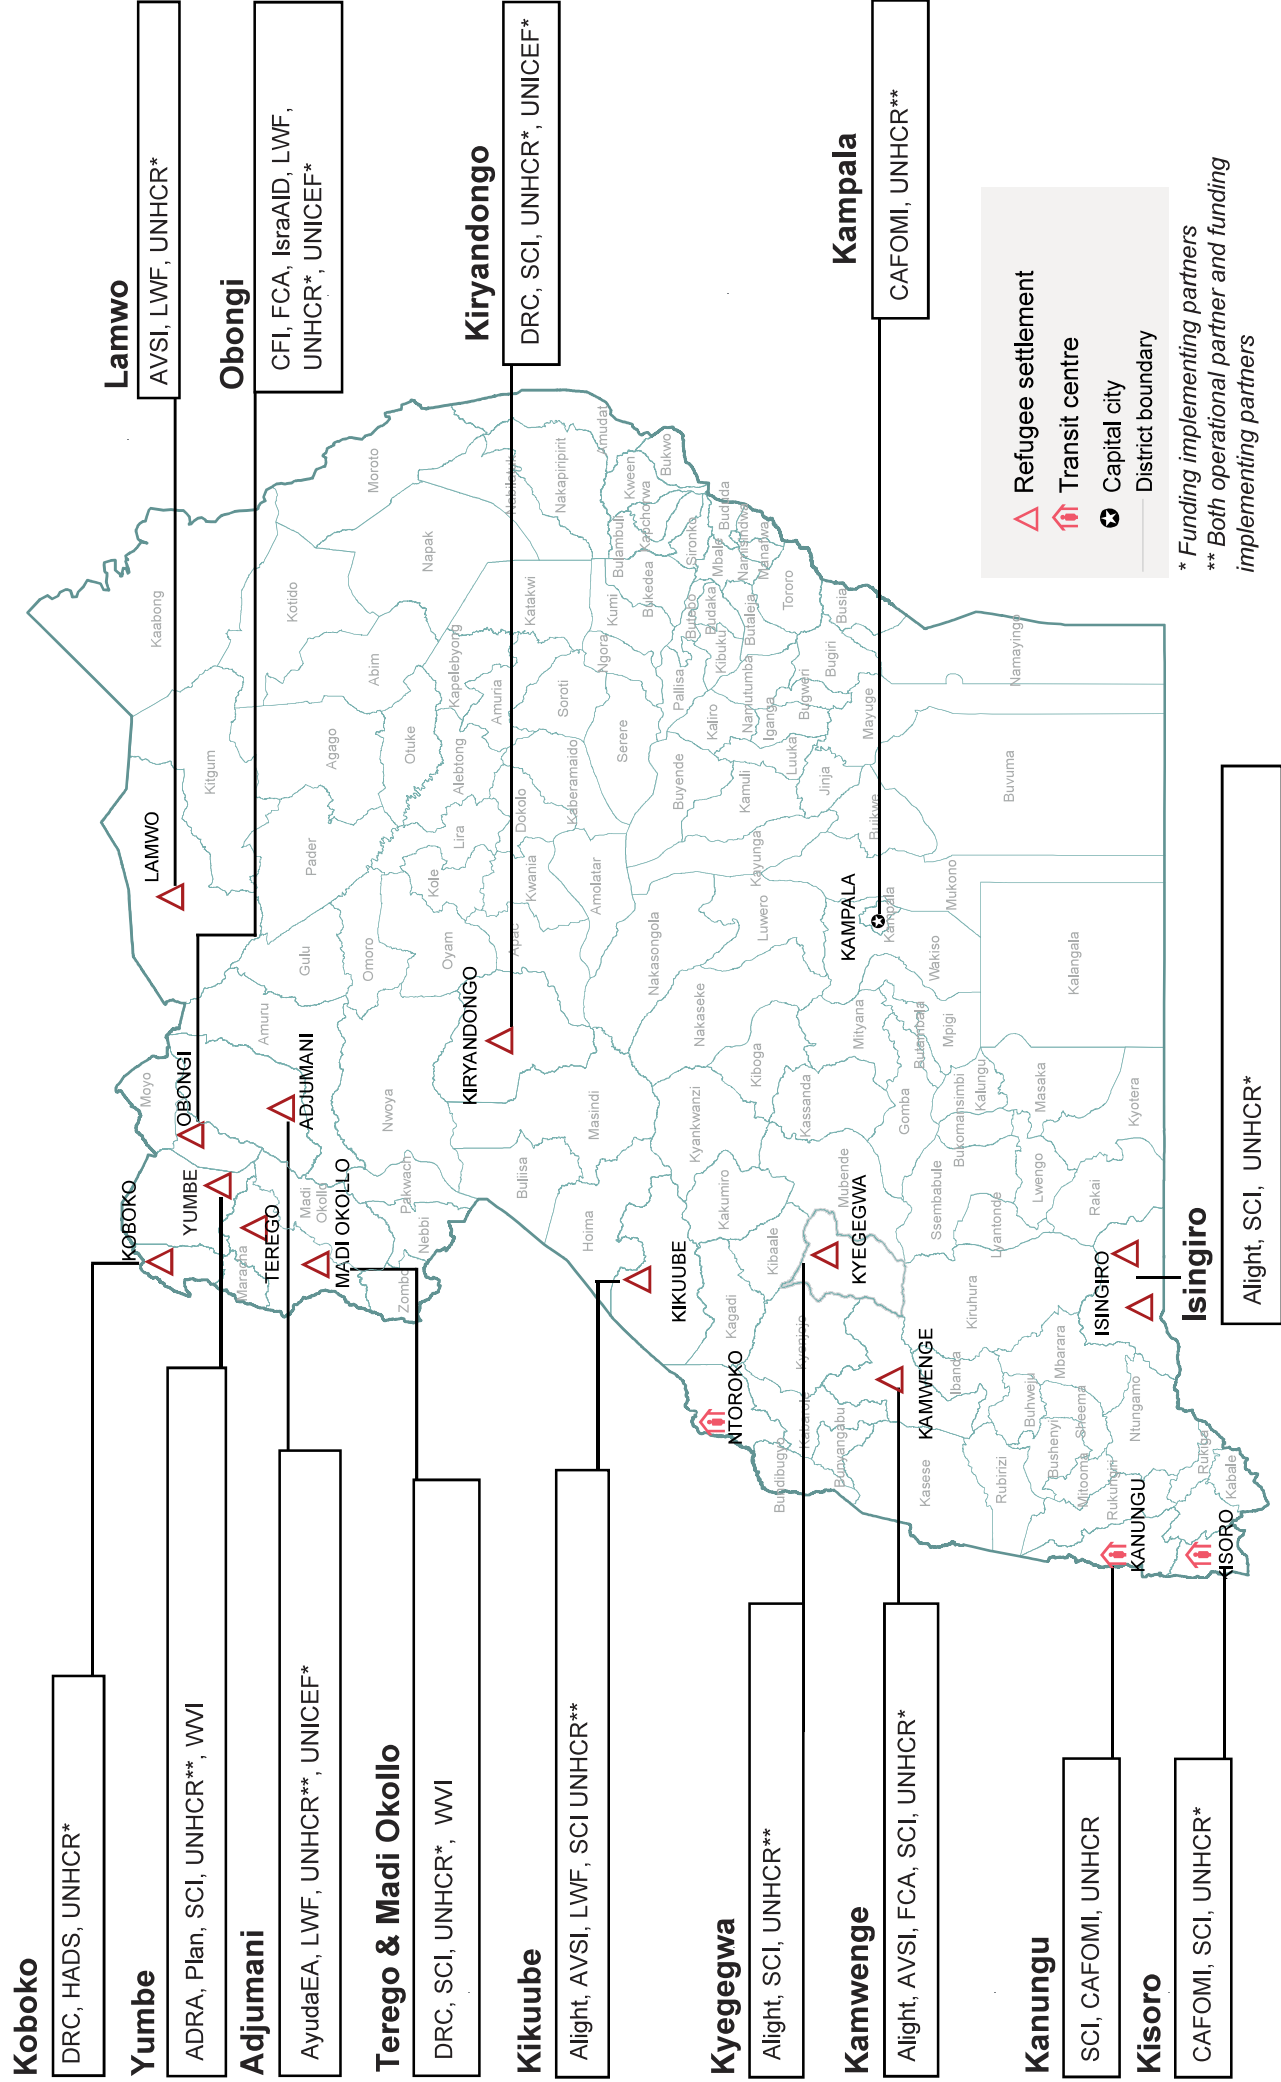 Koboko
DRC, HADS, UNHCR*
Yumbe
ADRA, Plan, SCI, UNHCR**, WVI
Adjumani
AyudaEA, LWF, UNHCR**, UNICEF*
Terego & Madi Okollo
DRC, SCI, UNHCR*, WVI
Kikuube
Alight, AVSI, LWF, SCI UNHCR**
Kyegegwa
Alight, SCI, UNHCR**
Kamwenge
Alight, AVSI, FCA, SCI, UNHCR*
Kanungu
SCI, CAFOMI, UNHCR
Kisoro
CAFOMI, SCI, UNHCR*
Isingiro
Alight, SCI, UNHCR*
Lamwo
AVSI, LWF, UNHCR*
Obongi
CFI, FCA, IsraAID, LWF,
UNHCR*, UNICEF*
Kiryandongo
DRC, SCI, UNHCR*, UNICEF*
Kampala
CAFOMI, UNHCR**
Refugee settlement
Transit centre
Capital city
District boundary
* Funding implementing partners
** Both operational partner and funding
implementing partners
KOBOKO
YUMBE
OBONGI
LAMWO
TEREGO
ADJUMANI
MADI OKOLLO
KIRYANDONGO
KIKUUBE
NTOROKO
KYEGEGWA
KAMPALA
KAMWENGE
ISINGIRO
KANUNGU
KISORO
Moyo
Kaabong
Kitgum
Maracha
Madi
Okollo
Amuru
Gulu
Pader
Agago
Kotido
Abim
Moroto
Napak
Zombo
Nebbi
Pakwach
Nwoya
Omoro
Oyam
Kole
Lira
Otuke
Alebtong
Kapelebyong
Amuria
Katakwi
Nabilatuk
Nakapiripirit
Amudat
Buliisa
Masindi
Apac
Kwania
Dokolo
Kaberamaido
Amolatar
Soroti
Serere
Ngora
Kumi
Bukedea
Bulambuli
Kween
Kapchorwa
Bukwo
Sironko
Mbale
Bududa
Namisindwa
Manafwa
Hoima
Kagadi
Kakumiro
Kibaale
Kyankwanzi
Nakaseke
Nakasongola
Kiboga
Luwero
Kayunga
Buyende
Kamuli
Kaliro
Pallisa
Butebo
Budaka
Kibuku
Butaleja
Tororo
Namutumba
Iganga
Luuka
Bugweri
Bugiri
Busia
Jinja
Mayuge
Namayingo
Buikwe
Buvuma
Mukono
Kampala
Wakiso
Kalangala
Mityana
Mpigi
Butambala
Gomba
Kassanda
Mubende
Kyenjojo
Kabarole
Bunyangabu
Bundibugyo
Kasese
Ibanda
Kiruhura
Lyantonde
Ssembabule
Bukomansimbi
Kalungu
Masaka
Lwengo
Rakai
Kyotera
Mbarara
Buhweju
Bushenyi
Sheema
Mitooma
Rubirizi
Rukungiri
Ntungamo
Rukiga
Kabale